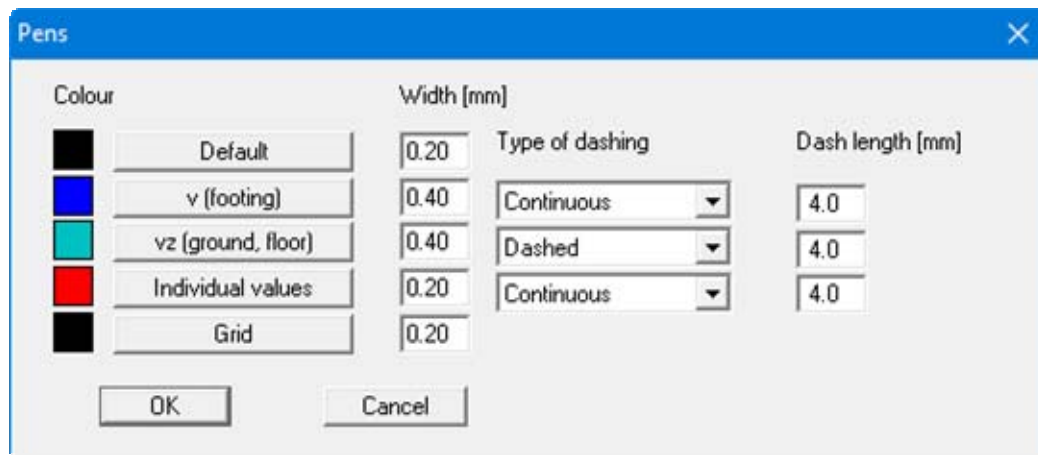 Pens
Colour Width [mm]
Default 0.20 Type of dashing Dash length [mm]
v (footing) 0.40 Continuous 4.0
vz (ground, floor) 0.40 Dashed 4.0
Individual values 0.20 Continuous 4.0
Grid 0.20
OK Cancel